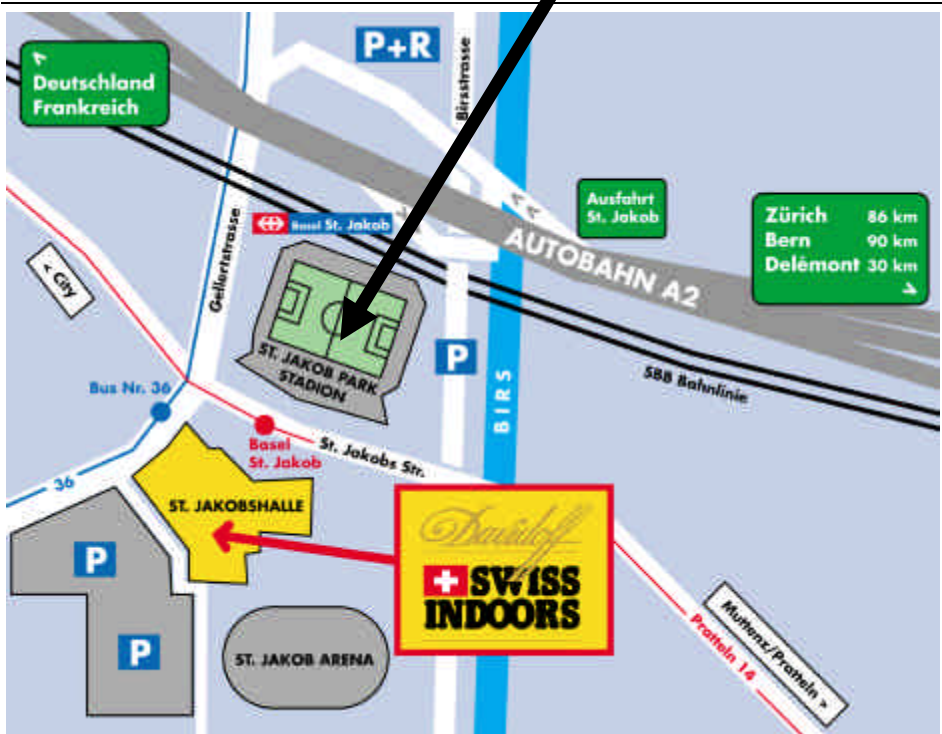 P+R
Birsstrasse
Deutschland
Frankreich
Ausfahrt
St. Jakob
Zürich 86 km
Bern 90 km
Delémont 30 km
Basel St. Jakob
Gellertstrasse
AUTOBAHN A2
< City
ST. JAKOB PARK
STADION
P
SBB Bahnlinie
Bus Nr. 36
BIRS
Basel
St. Jakob
St. Jakobs Str.
36
ST. JAKOBSHALLE
Davidoff
SWISS
INDOORS
P
P
ST. JAKOB ARENA
Pratteln 14
Muttenz/Pratteln >